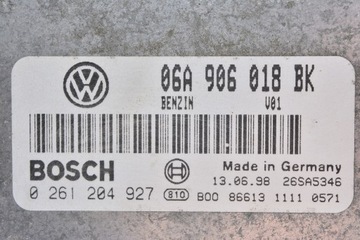 06A 906 018 BK
BENZIN V01
BOSCH
Made in Germany
13.06.98 26SA5346
0 261 204 927 810 B00 86613 1111 0571